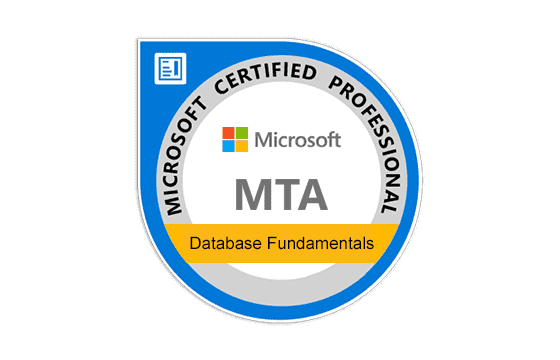 MICROSOFT CERTIFIED PROFESSIONAL
Microsoft
MTA
Database Fundamentals